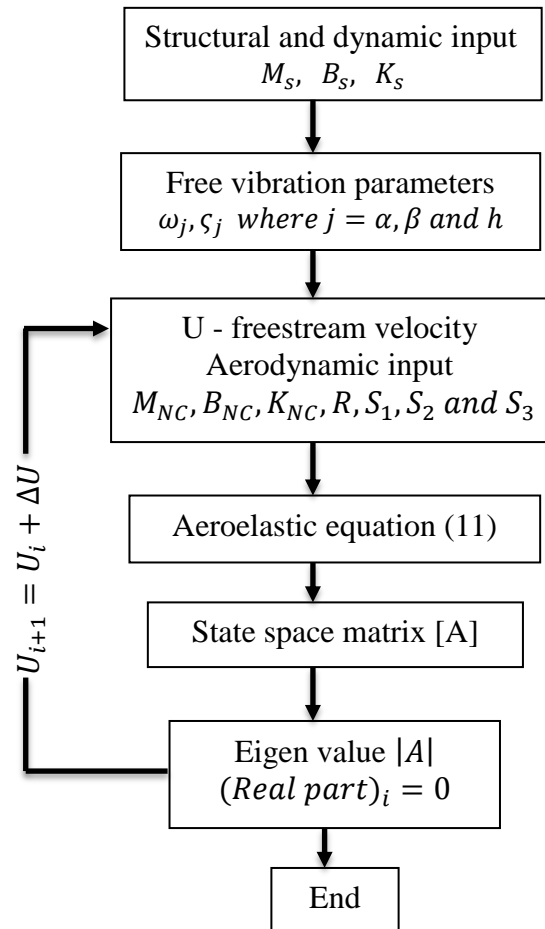 Structural and dynamic input
M_s, B_s, K_s
Free vibration parameters
ω_j, ς_j where j = α, β and h
U - freestream velocity
Aerodynamic input
M_NC, B_NC, K_NC, R, S_1, S_2 and S_3
Aeroelastic equation (11)
State space matrix [A]
Eigen value |A|
(Real part)_i = 0
U_{i+1} = U_i + ΔU
End